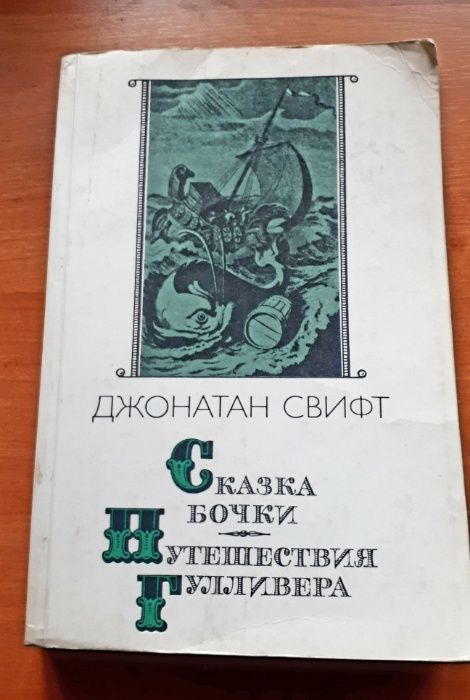 ДЖОНАТАН СВИФТ
СКАЗКА
БОЧКИ
ПУТЕШЕСТВИЯ
ГУЛЛИВЕРА